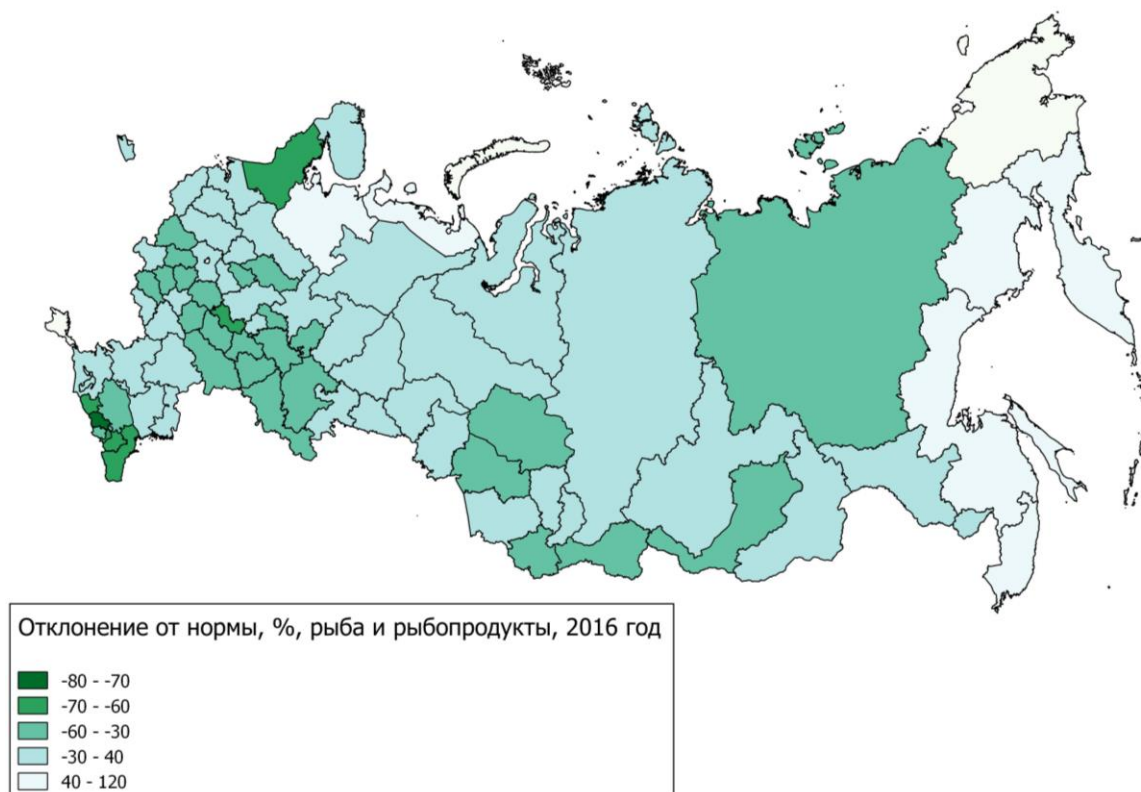 Отклонение от нормы, %, рыба и рыбопродукты, 2016 год
-80 - -70
-70 - -60
-60 - -30
-30 - 40
40 - 120